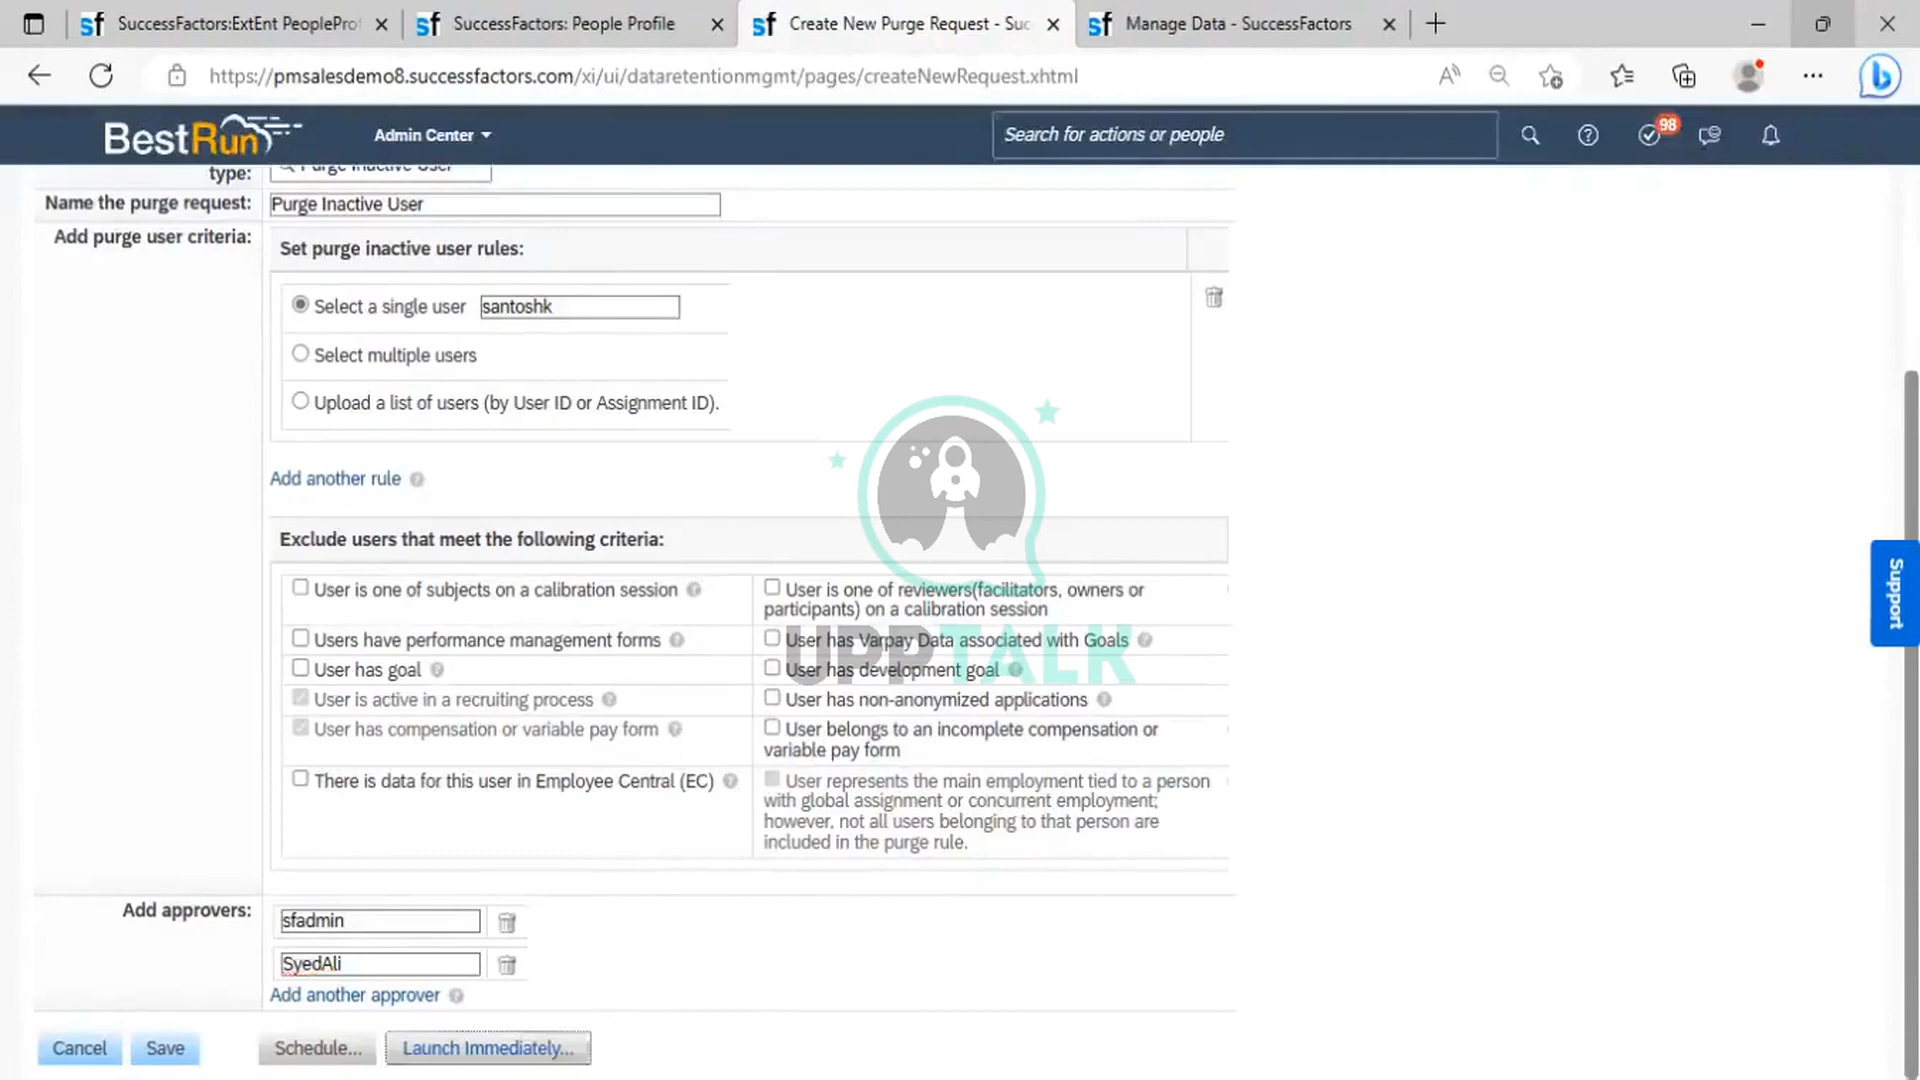 SuccessFactors:ExtEnt PeopleProf
SuccessFactors: People Profile
Create New Purge Request - Suc
Manage Data - SuccessFactors
https://pmsalesdemo8.successfactors.com/xi/ui/dataretentionmgmt/pages/createNewRequest.xhtml
BestRun
Admin Center
Search for actions or people
98
type:
Purge Inactive User
Name the purge request:
Purge Inactive User
Add purge user criteria:
Set purge inactive user rules:
Select a single user
santoshk
Select multiple users
Upload a list of users (by User ID or Assignment ID).
Add another rule
Exclude users that meet the following criteria:
User is one of subjects on a calibration session
User is one of reviewers(facilitators, owners or
participants) on a calibration session
Users have performance management forms
User has Varpay Data associated with Goals
User has goal
User has development goal
User is active in a recruiting process
User has non-anonymized applications
User has compensation or variable pay form
User belongs to an incomplete compensation or
variable pay form
There is data for this user in Employee Central (EC)
User represents the main employment tied to a person
with global assignment or concurrent employment;
however, not all users belonging to that person are
included in the purge rule.
UPPTALK
Support
Add approvers:
sfadmin
SyedAli
Add another approver
Cancel
Save
Schedule...
Launch Immediately...